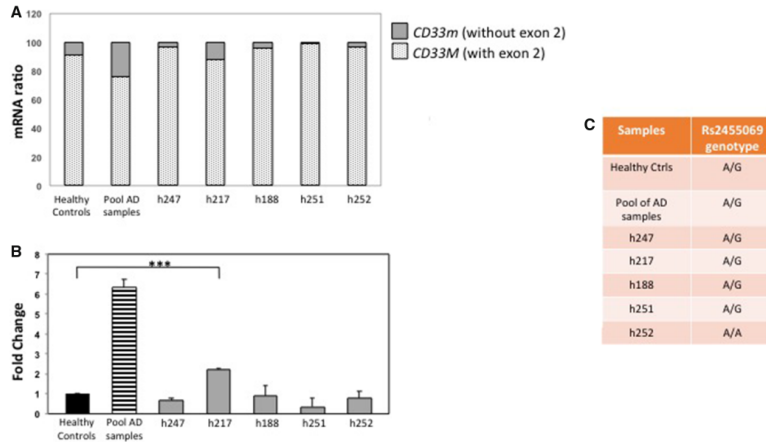 A
mRNA ratio
120
100
80
60
40
20
0
Healthy
Controls
Pool AD
samples
h247
h217
h188
h251
h252
CD33m (without exon 2)
CD33M (with exon 2)
B
Fold Change
8
7
6
5
4
3
2
1
0
***
Healthy
Controls
Pool AD
samples
h247
h217
h188
h251
h252
C
Samples Rs2455069
genotype
Healthy Ctrls A/G
Pool of AD
samples A/G
h247 A/G
h217 A/G
h188 A/G
h251 A/G
h252 A/A